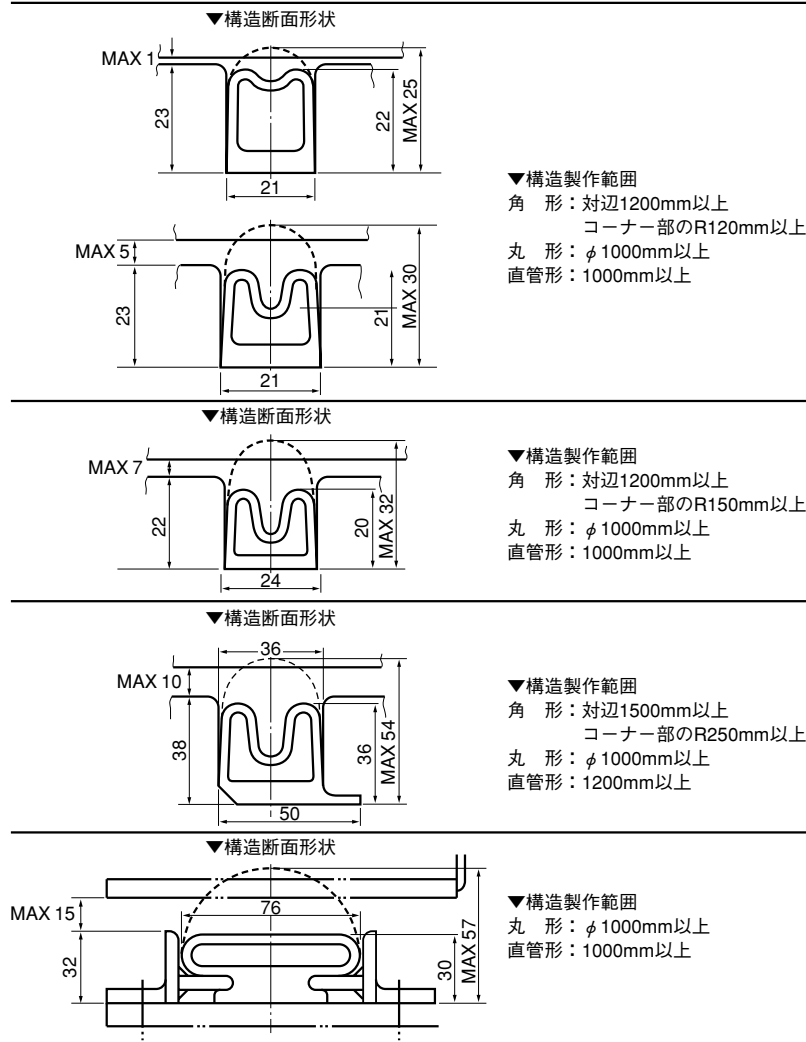 ▼構造断面形状
MAX 1
23
22
MAX 25
21
MAX 5
23
21
MAX 30
21
▼構造製作範囲
角　形：対辺1200mm以上
コーナー部のR120mm以上
丸　形：φ1000mm以上
直管形：1000mm以上
▼構造断面形状
MAX 7
22
20
MAX 32
24
▼構造製作範囲
角　形：対辺1200mm以上
コーナー部のR150mm以上
丸　形：φ1000mm以上
直管形：1000mm以上
▼構造断面形状
36
MAX 10
38
36
MAX 54
50
▼構造製作範囲
角　形：対辺1500mm以上
コーナー部のR250mm以上
丸　形：φ1000mm以上
直管形：1200mm以上
▼構造断面形状
76
MAX 15
32
30
MAX 57
▼構造製作範囲
丸　形：φ1000mm以上
直管形：1000mm以上